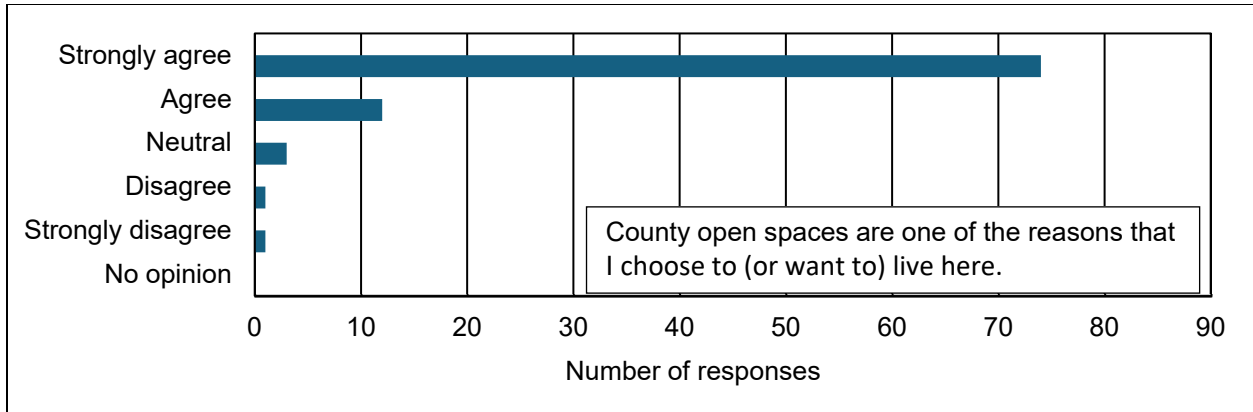 Strongly agree
Agree
Neutral
Disagree
Strongly disagree
No opinion
County open spaces are one of the reasons that
I choose to (or want to) live here.
0 10 20 30 40 50 60 70 80 90
Number of responses